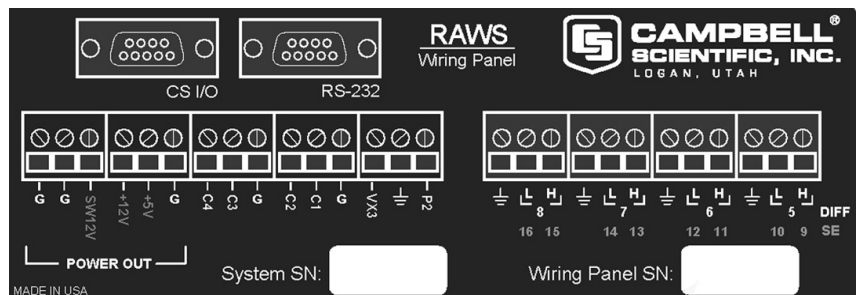 RAWS
Wiring Panel
CAMPBELL®
SCIENTIFIC, INC.
LOGAN, UTAH
CS I/O
RS-232
G G SW12V +12V +5V G C4 C3 G C2 C1 G VX3 P2
L H L H L H L H
8 7 6 5 DIFF
16 15 14 13 12 11 10 9 SE
POWER OUT
System SN:
Wiring Panel SN:
MADE IN USA